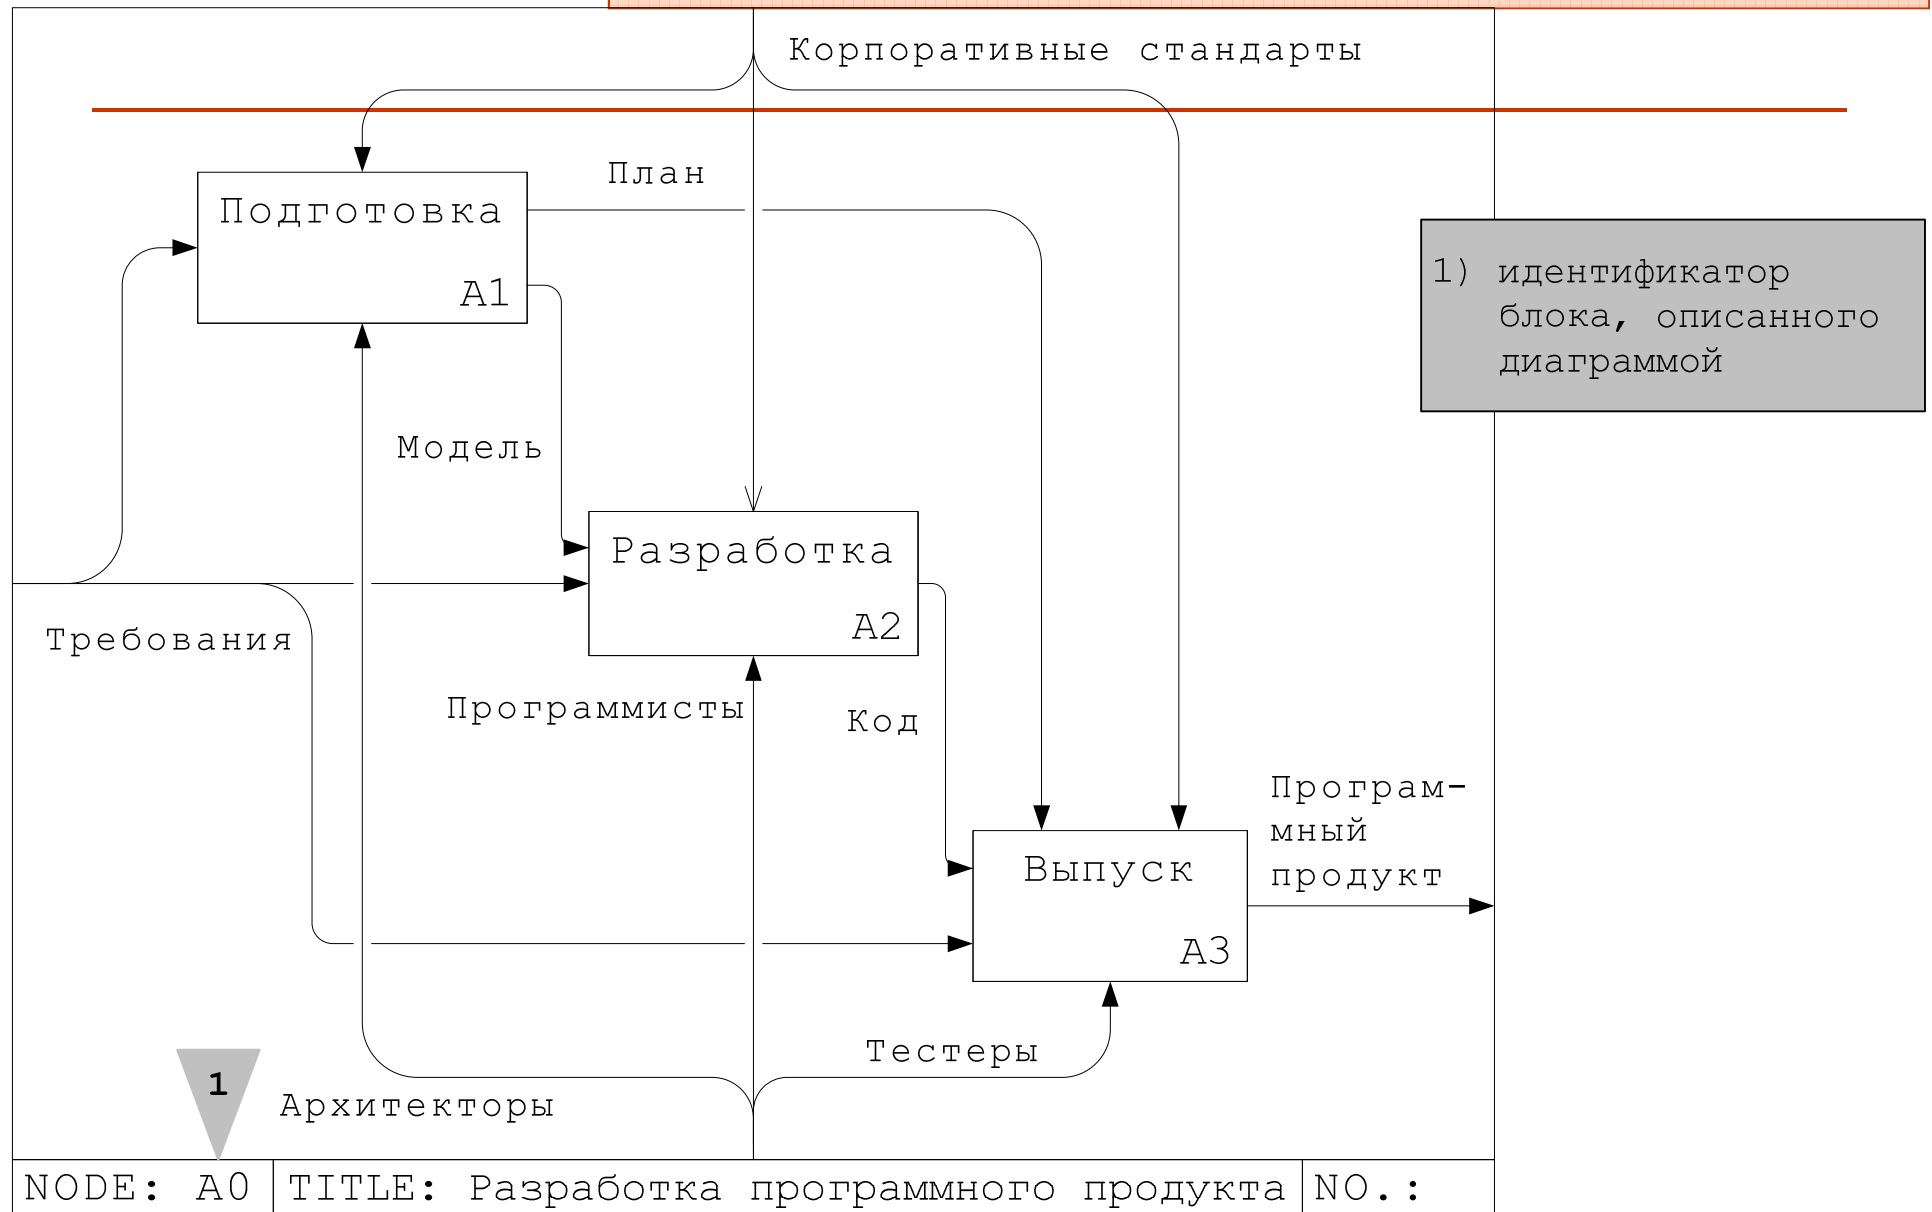 Корпоративные стандарты
План
Подготовка
A1
1) идентификатор
блока, описанного
диаграммой
Модель
Разработка
A2
Требования
Программисты
Код
Програм-
мный
продукт
Выпуск
A3
Тестеры
1
Архитекторы
NODE: A0 TITLE: Разработка программного продукта NO.: